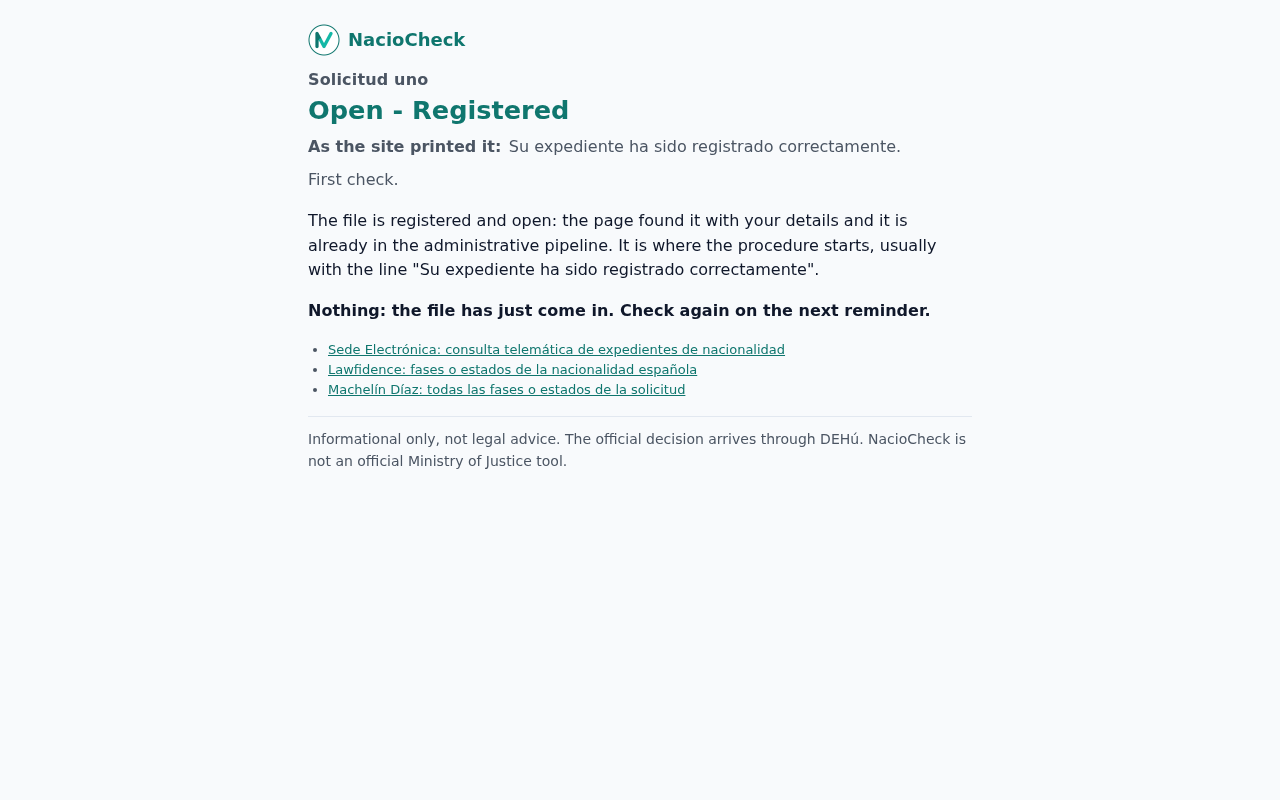 NacioCheck
Solicitud uno
Open - Registered
As the site printed it: Su expediente ha sido registrado correctamente.
First check.
The file is registered and open: the page found it with your details and it is
already in the administrative pipeline. It is where the procedure starts, usually
with the line "Su expediente ha sido registrado correctamente".
Nothing: the file has just come in. Check again on the next reminder.
• Sede Electrónica: consulta telemática de expedientes de nacionalidad
• Lawfidence: fases o estados de la nacionalidad española
• Machelín Díaz: todas las fases o estados de la solicitud
Informational only, not legal advice. The official decision arrives through DEHú. NacioCheck is
not an official Ministry of Justice tool.